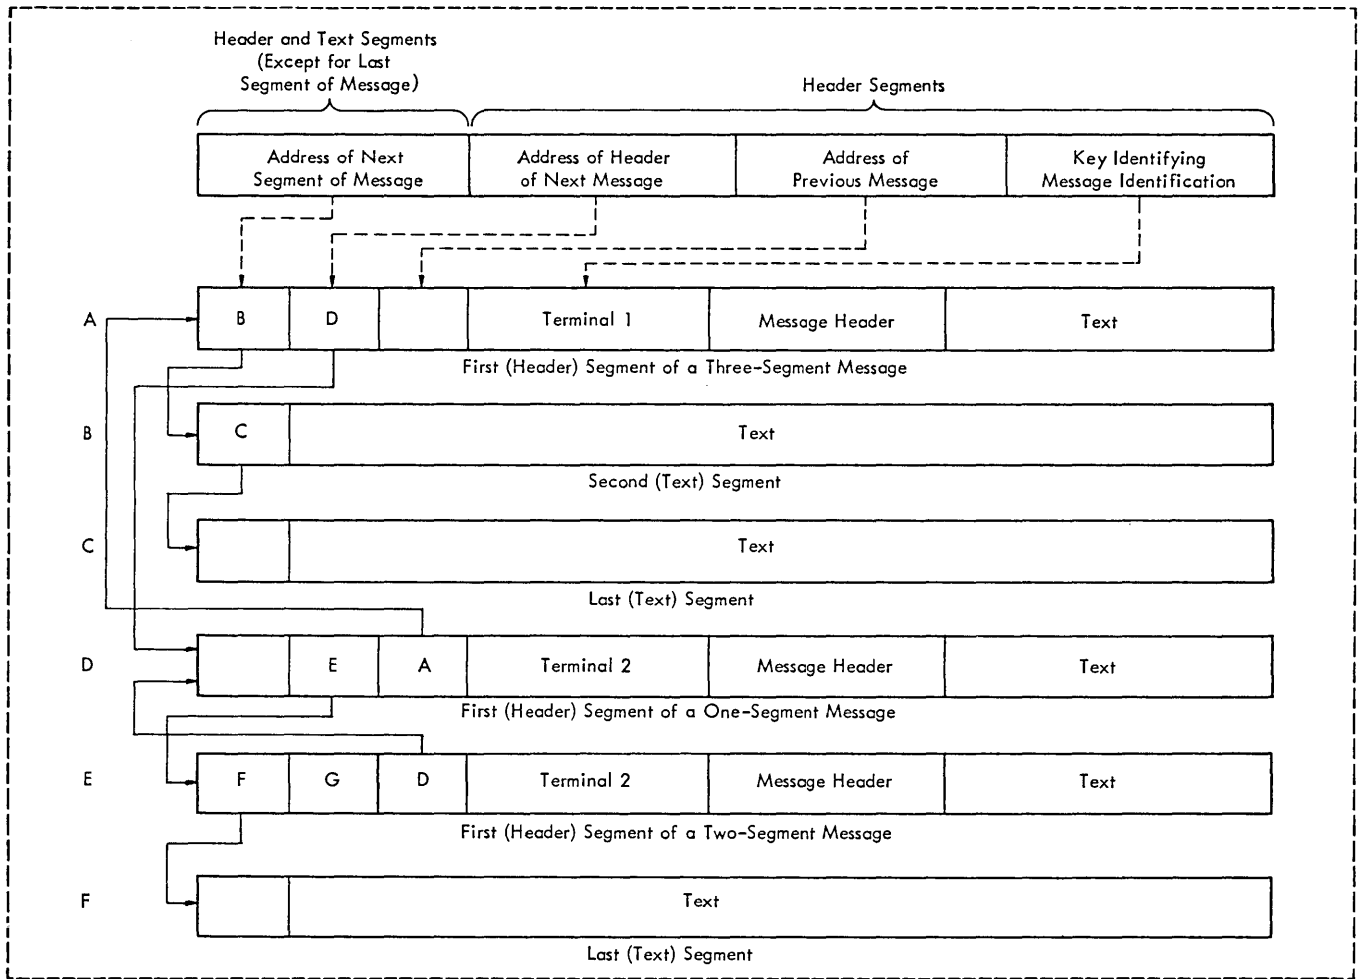 Header and Text Segments
(Except for Last
Segment of Message)
Header Segments
Address of Next
Segment of Message
Address of Header
of Next Message
Address of
Previous Message
Key Identifying
Message Identification
A
B
D
Terminal 1
Message Header
Text
First (Header) Segment of a Three-Segment Message
B
C
Text
Second (Text) Segment
C
Text
Last (Text) Segment
D
E
A
Terminal 2
Message Header
Text
First (Header) Segment of a One-Segment Message
E
F
G
D
Terminal 2
Message Header
Text
First (Header) Segment of a Two-Segment Message
F
Text
Last (Text) Segment